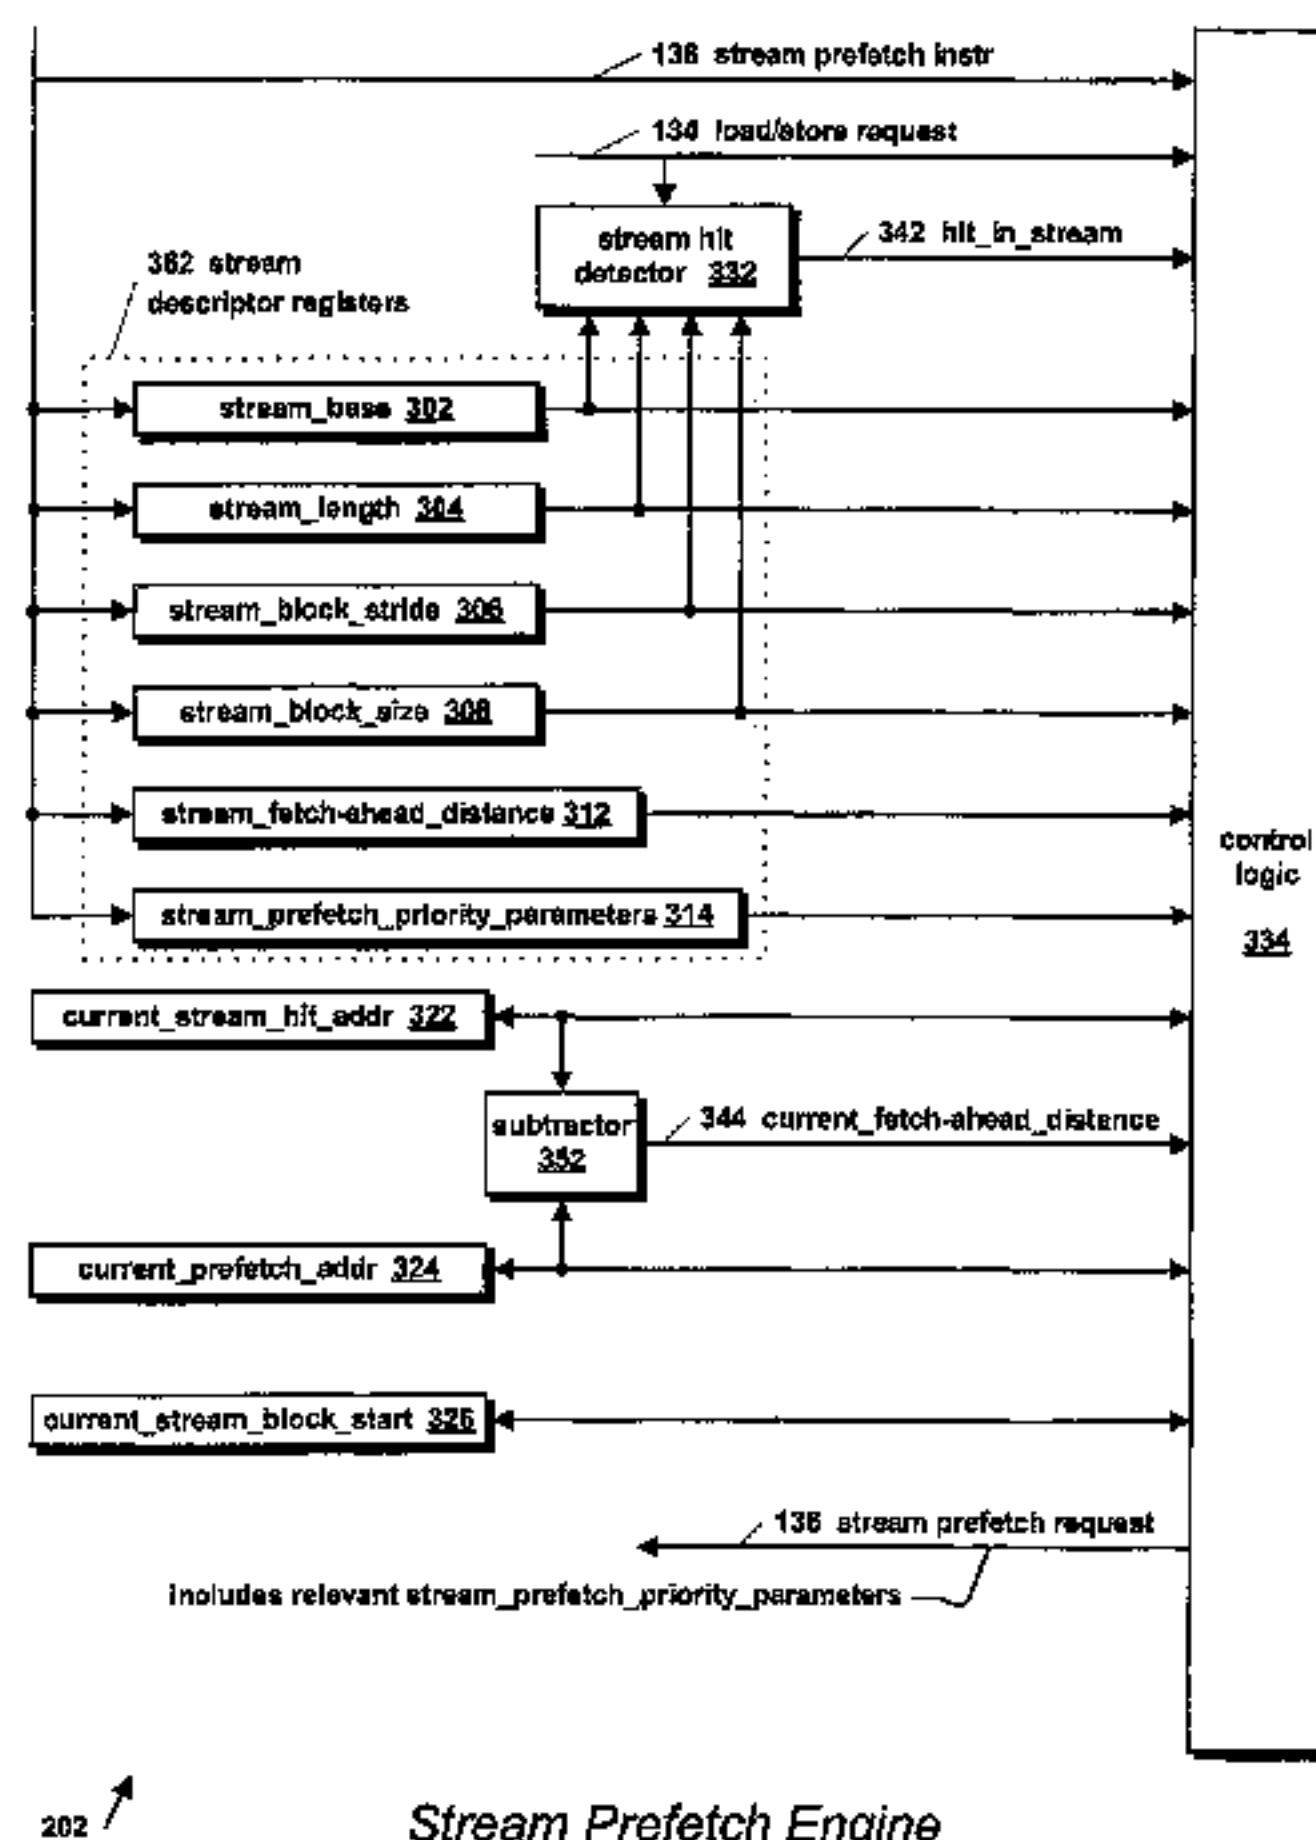 138 stream prefetch instr
134 load/store request
stream hit
detector 332
342 hit_in_stream
362 stream
descriptor registers
stream_base 302
stream_length 304
stream_block_stride 306
stream_block_size 308
stream_fetch-ahead_distance 312
stream_prefetch_priority_parameters 314
control
logic
334
current_stream_hit_addr 322
subtractor
352
344 current_fetch-ahead_distance
current_prefetch_addr 324
current_stream_block_start 326
136 stream prefetch request
includes relevant stream_prefetch_priority_parameters
202
Stream Prefetch Engine